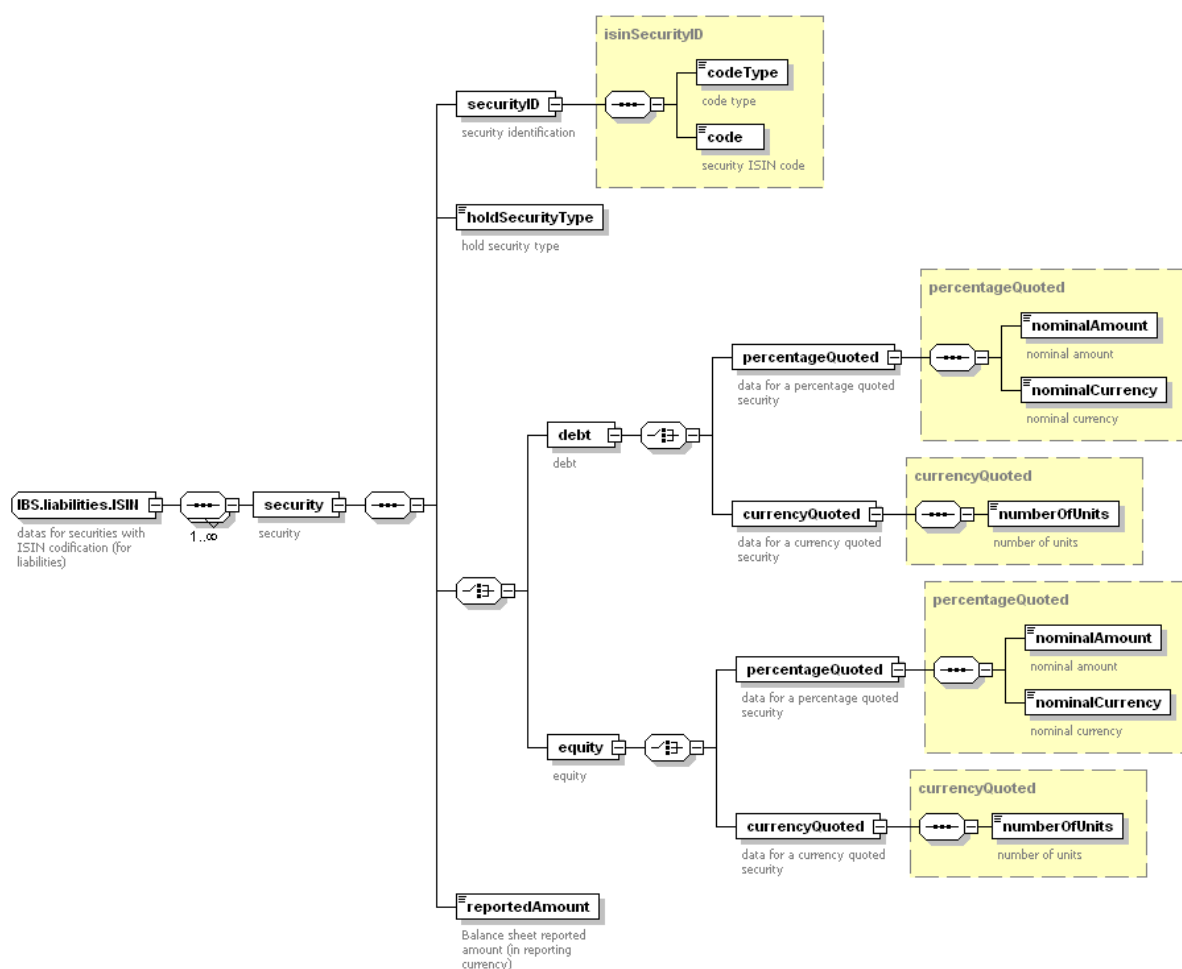 isinSecurityID
codeType
code type
securityID
security identification
code
security ISIN code
holdSecurityType
hold security type
percentageQuoted
nominalAmount
nominal amount
percentageQuoted
data for a percentage quoted
security
nominalCurrency
nominal currency
debt
debt
currencyQuoted
currencyQuoted
data for a currency quoted
security
numberOfUnits
number of units
IBS.liabilities.ISIN
datas for securities with
ISIN codification (for
liabilities)
1..∞
security
security
percentageQuoted
nominalAmount
nominal amount
percentageQuoted
data for a percentage quoted
security
nominalCurrency
nominal currency
equity
equity
currencyQuoted
currencyQuoted
data for a currency quoted
security
numberOfUnits
number of units
reportedAmount
Balance sheet reported
amount (in reporting
currency)